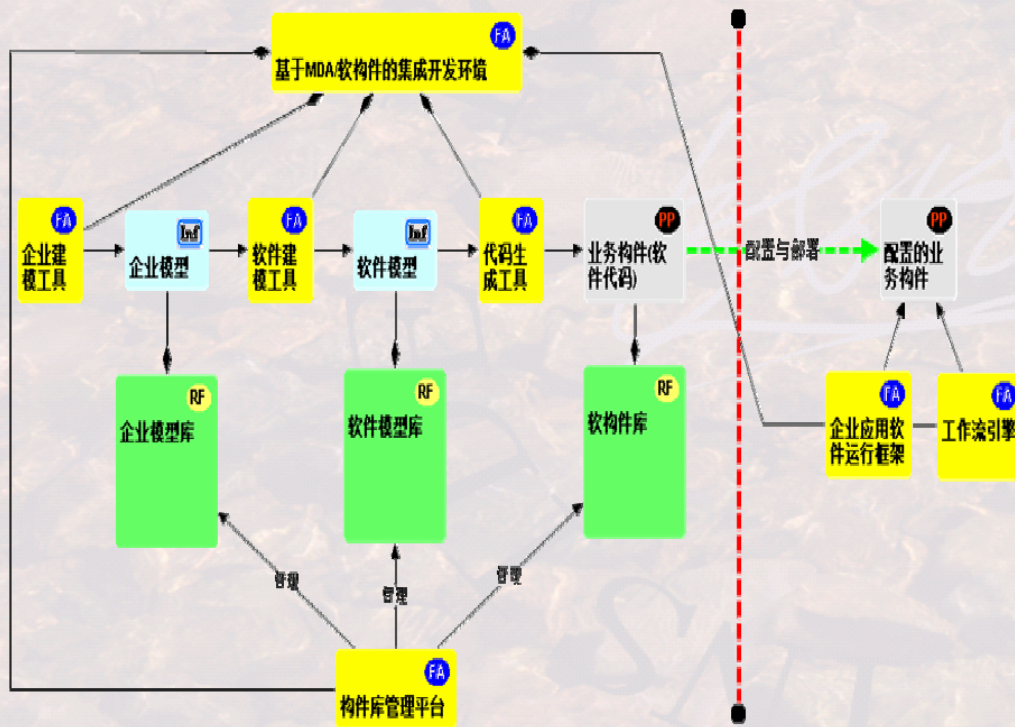 FA
基于MDA/软构件的集成开发环境
FA
企业建
模工具
Inf
企业模型
FA
软件建
模工具
Inf
软件模型
FA
代码生
成工具
PP
业务构件(软
件代码)
配置与部署
PP
配置的业
务构件
RF
企业模型库
RF
软件模型库
RF
软构件库
FA
企业应用软
件运行框架
FA
工作流引擎
管理
管理
管理
FA
构件库管理平台